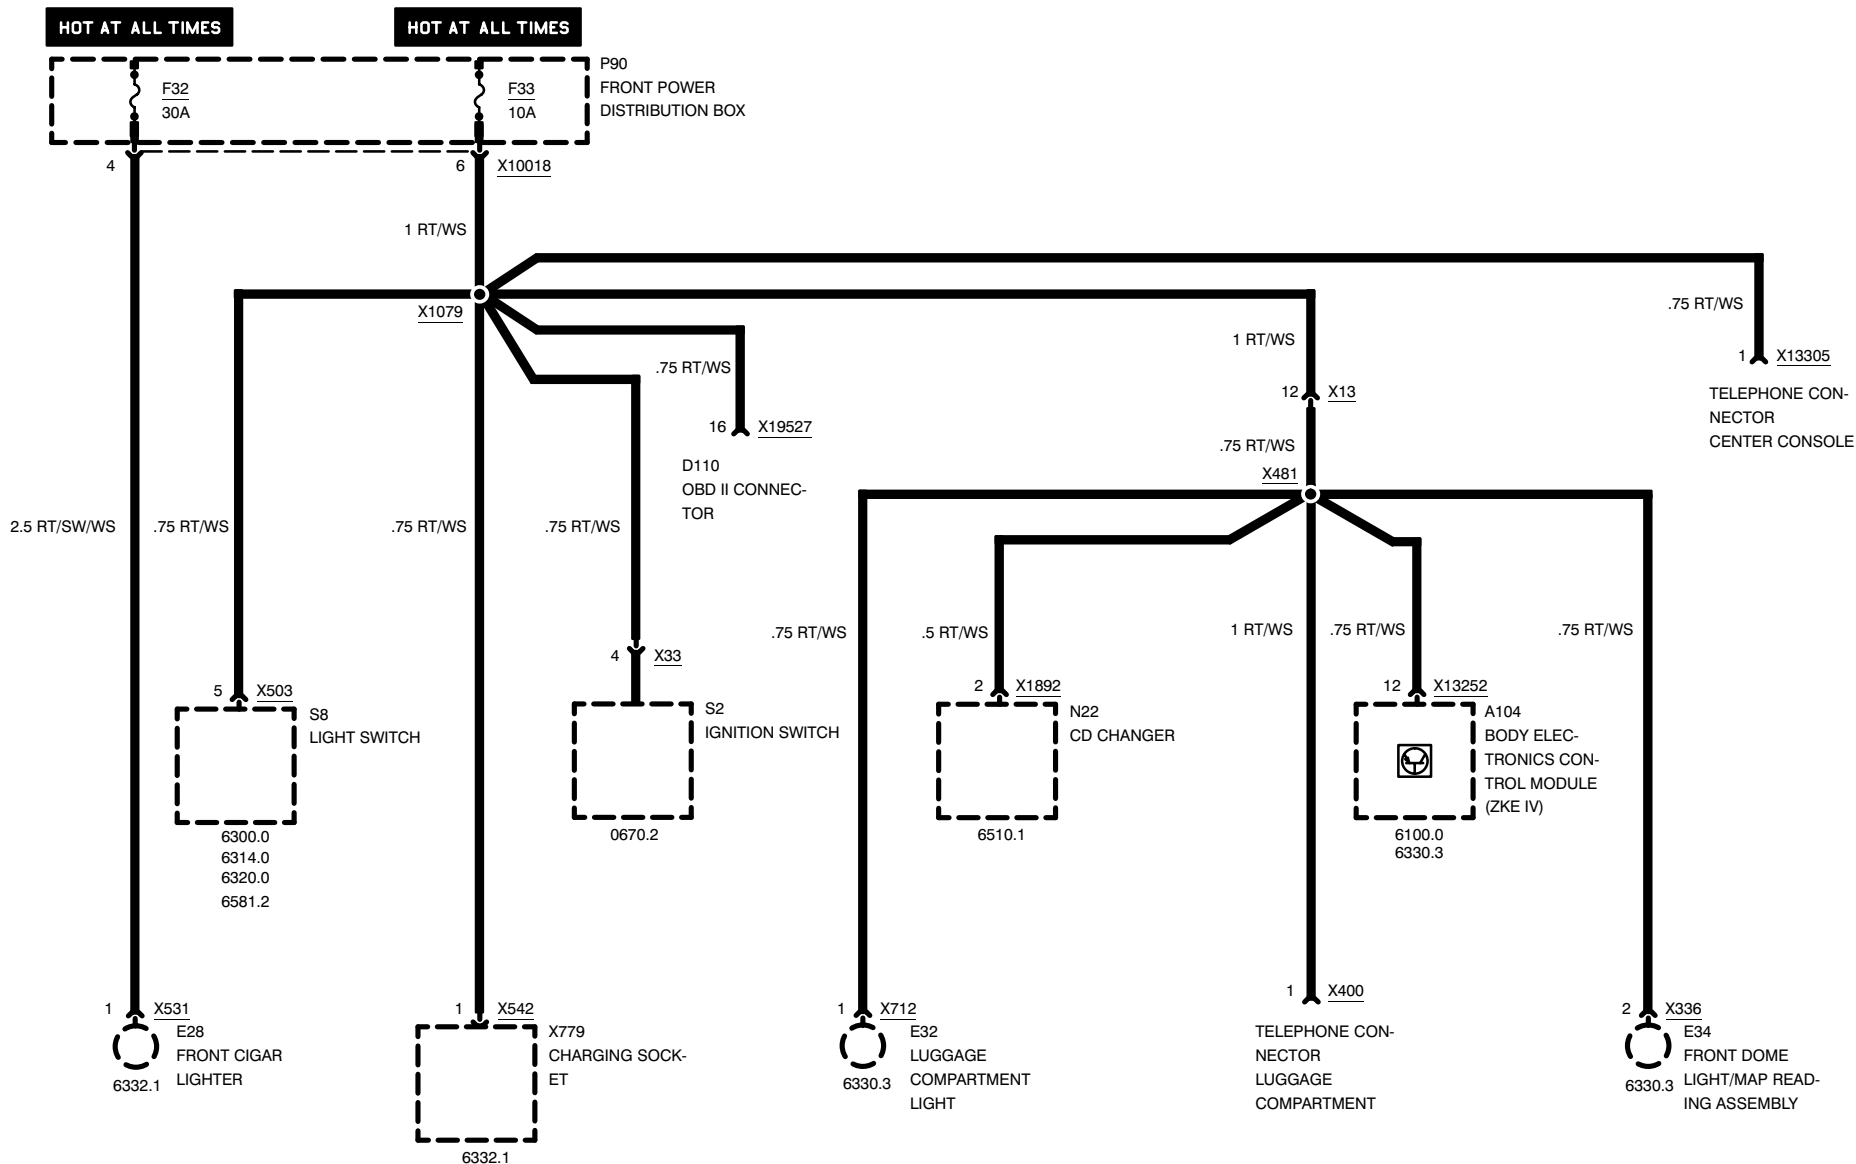 HOT AT ALL TIMES
HOT AT ALL TIMES
P90
FRONT POWER
DISTRIBUTION BOX
F32
30A
F33
10A
4
6
X10018
1 RT/WS
X1079
.75 RT/WS
1 X13305
TELEPHONE CON-
NECTOR
CENTER CONSOLE
1 RT/WS
12 X13
.75 RT/WS
X481
.75 RT/WS
16 X19527
D110
OBD II CONNEC-
TOR
2.5 RT/SW/WS
.75 RT/WS
.75 RT/WS
.75 RT/WS
.75 RT/WS
.5 RT/WS
1 RT/WS
.75 RT/WS
.75 RT/WS
4 X33
S2
IGNITION SWITCH
0670.2
5 X503
S8
LIGHT SWITCH
6300.0
6314.0
6320.0
6581.2
2 X1892
N22
CD CHANGER
6510.1
12 X13252
A104
BODY ELEC-
TRONICS CON-
TROL MODULE
(ZKE IV)
6100.0
6330.3
1 X531
E28
FRONT CIGAR
LIGHTER
6332.1
1 X542
X779
CHARGING SOCK-
ET
6332.1
1 X712
E32
LUGGAGE
COMPARTMENT
LIGHT
6330.3
1 X400
TELEPHONE CON-
NECTOR
LUGGAGE
COMPARTMENT
2 X336
E34
FRONT DOME
LIGHT/MAP READ-
ING ASSEMBLY
6330.3